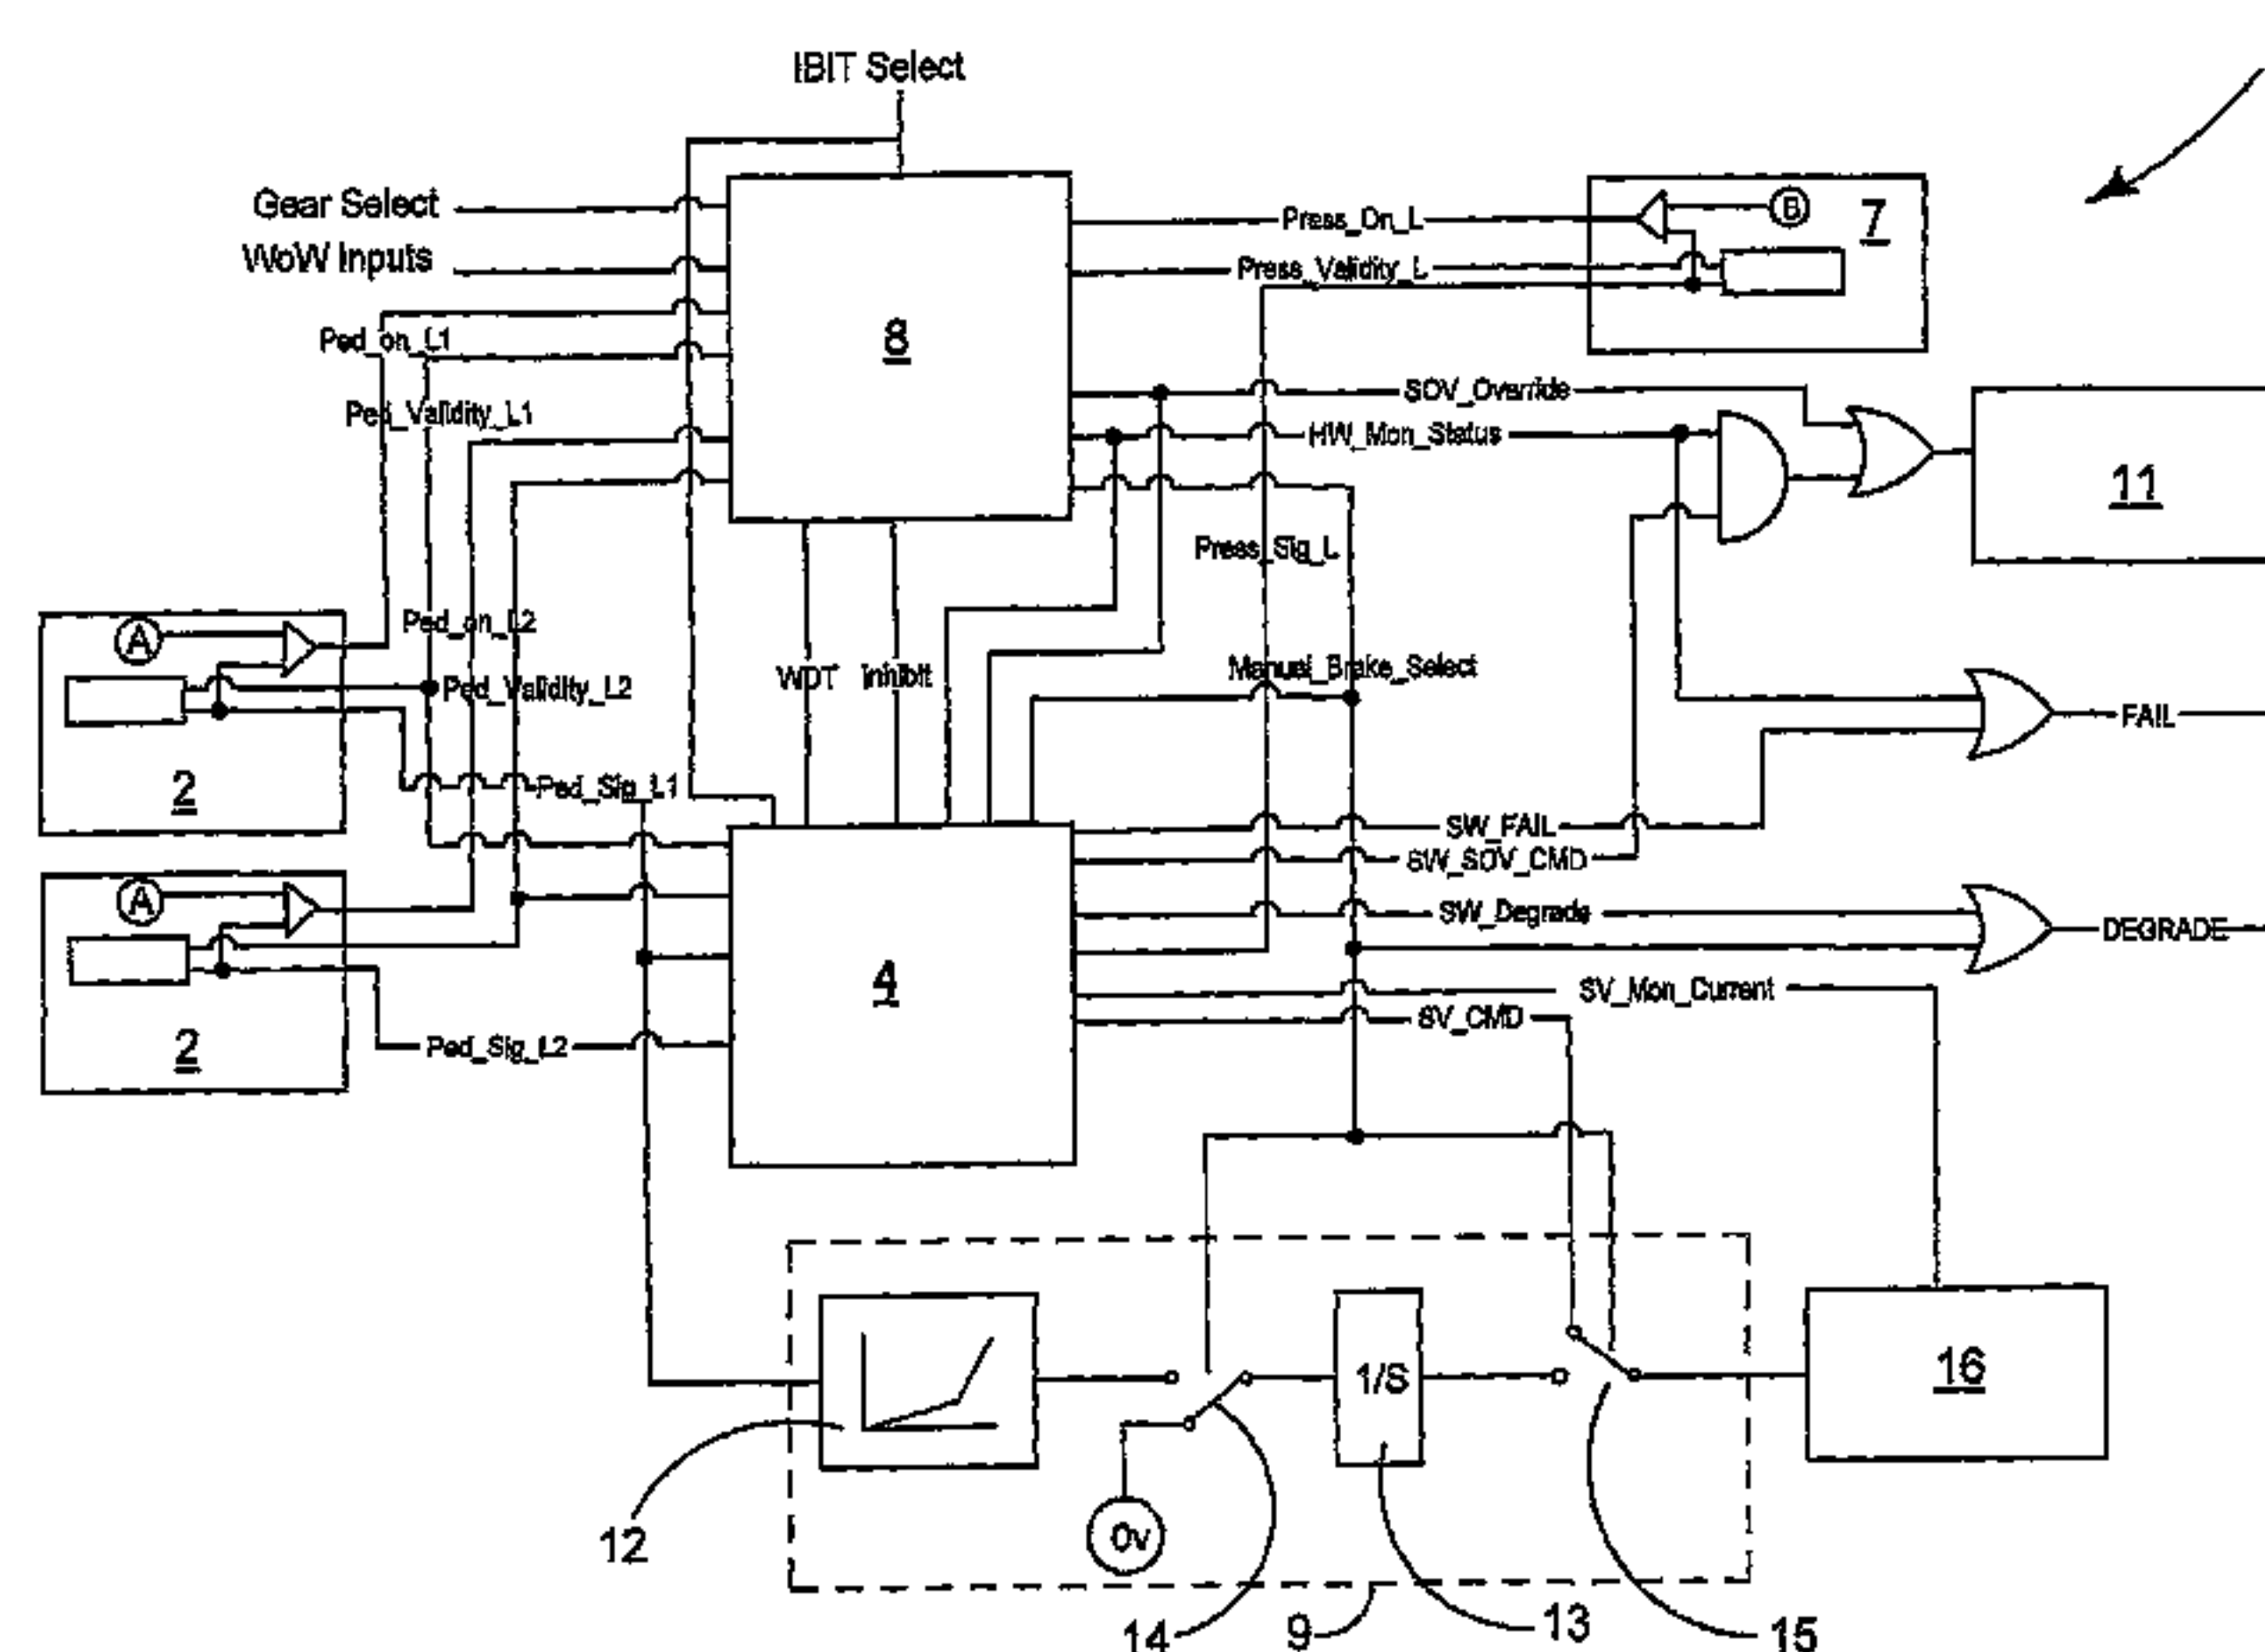 IBIT Select
Gear Select
WoW Inputs
8
Press_On_L
B
7
Press_Validity_L
Ped_on_L1
Ped_Validity_L1
SOV_Override
HW_Mon_Status
11
Press_Sig_L
A
Ped_on_L2
Ped_Validity_L2
WDT
Inhibit
Manual_Brake_Select
FAIL
2
Ped_Sig_L1
SW_FAIL
SW_SOV_CMD
A
SW_Degrade
DEGRADE
4
SV_Mon_Current
SV_CMD
2
Ped_Sig_L2
1/S
16
12
0v
14
9
13
15